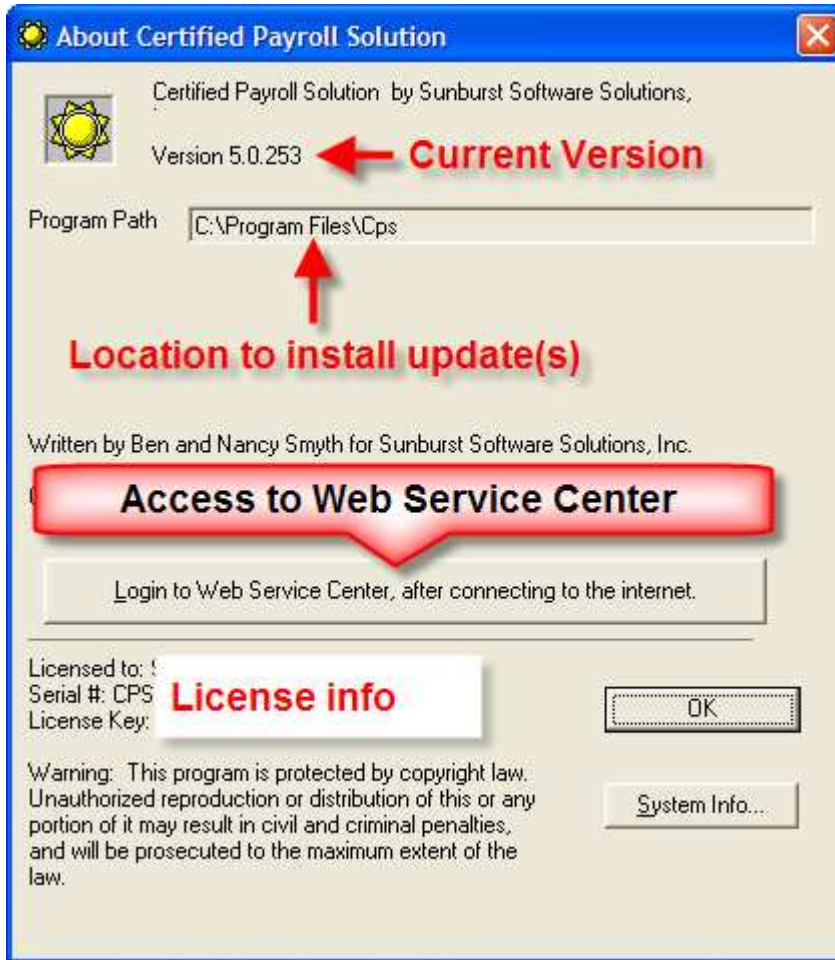 About Certified Payroll Solution
Certified Payroll Solution by Sunburst Software Solutions,
Version 5.0.253
Current Version
Program Path
C:\Program Files\Cps
Location to install update(s)
Written by Ben and Nancy Smyth for Sunburst Software Solutions, Inc.
Access to Web Service Center
Login to Web Service Center, after connecting to the internet.
Licensed to:
Serial #: CPS
License Key:
License info
OK
Warning: This program is protected by copyright law.
Unauthorized reproduction or distribution of this or any
portion of it may result in civil and criminal penalties,
and will be prosecuted to the maximum extent of the
law.
System Info...